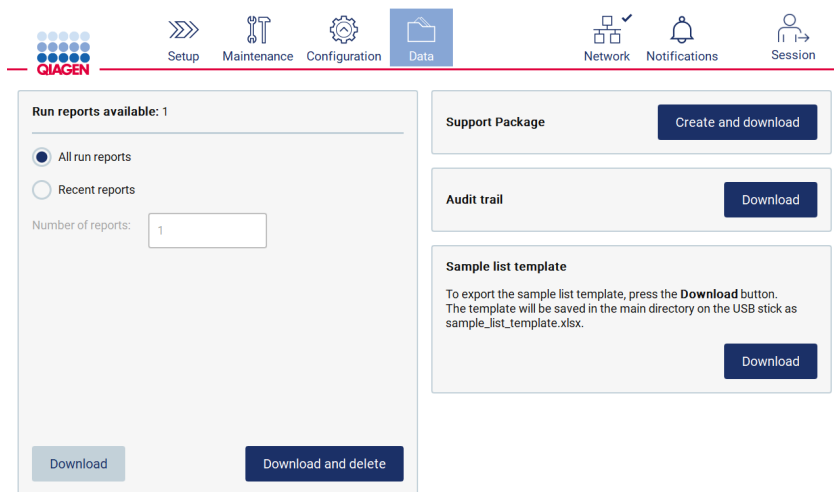 QIAGEN
Setup
Maintenance
Configuration
Data
Network
Notifications
Session
Run reports available: 1
All run reports
Recent reports
Number of reports:
1
Download
Download and delete
Support Package
Create and download
Audit trail
Download
Sample list template
To export the sample list template, press the Download button.
The template will be saved in the main directory on the USB stick as
sample_list_template.xlsx.
Download